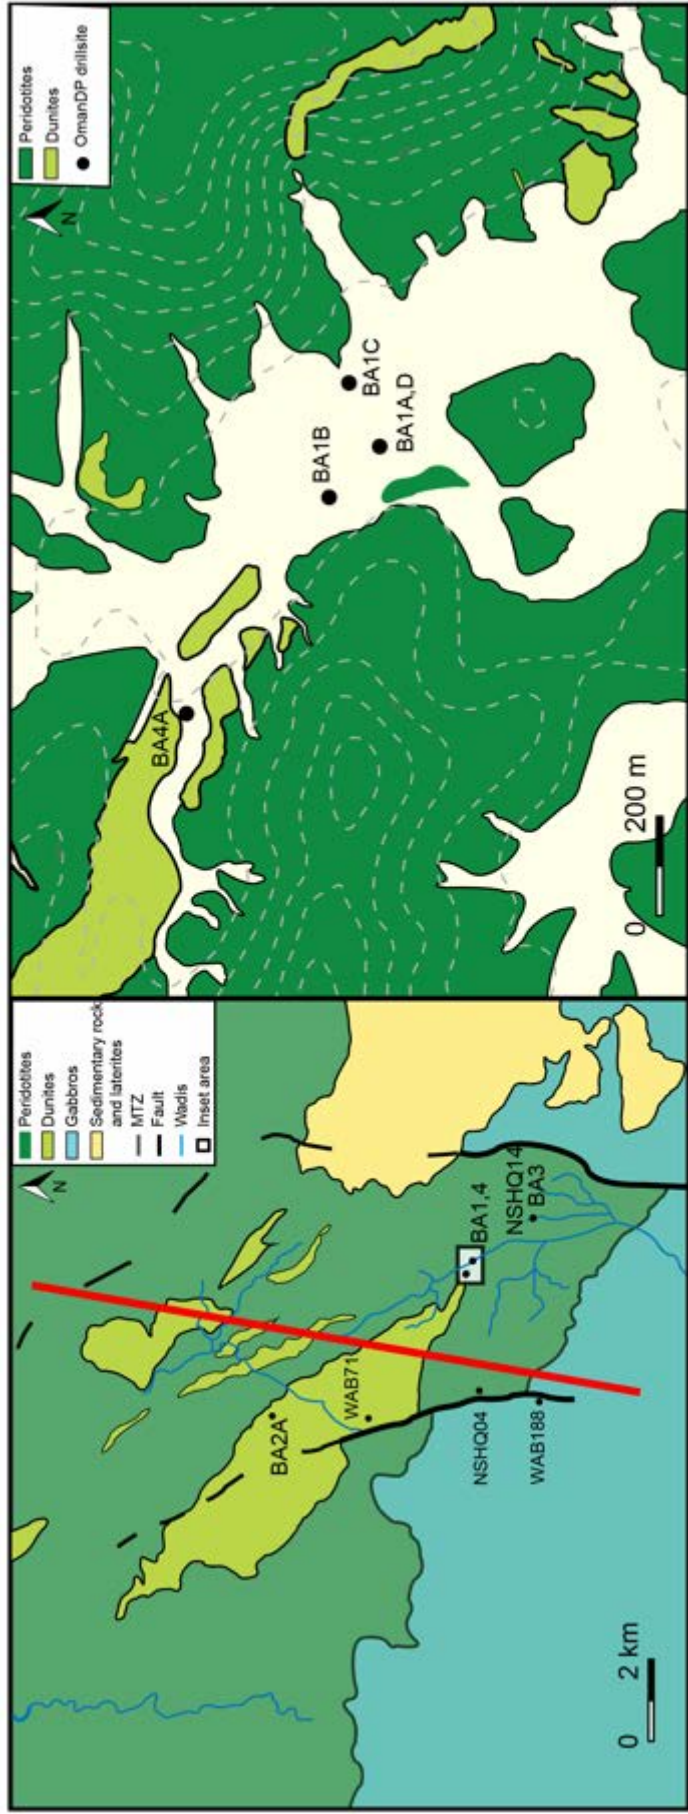 Peridotites
Dunites
Gabbros
Sedimentary rock
and laterites
MTZ
Fault
Wadis
Inset area
N
BA2A
WAB71
BA1,4
NSHQ14
BA3
NSHQ04
WAB188
0 2 km
Peridotites
Dunites
OmanDP drillsite
N
BA4A
BA1B
BA1C
BA1A,D
0 200 m